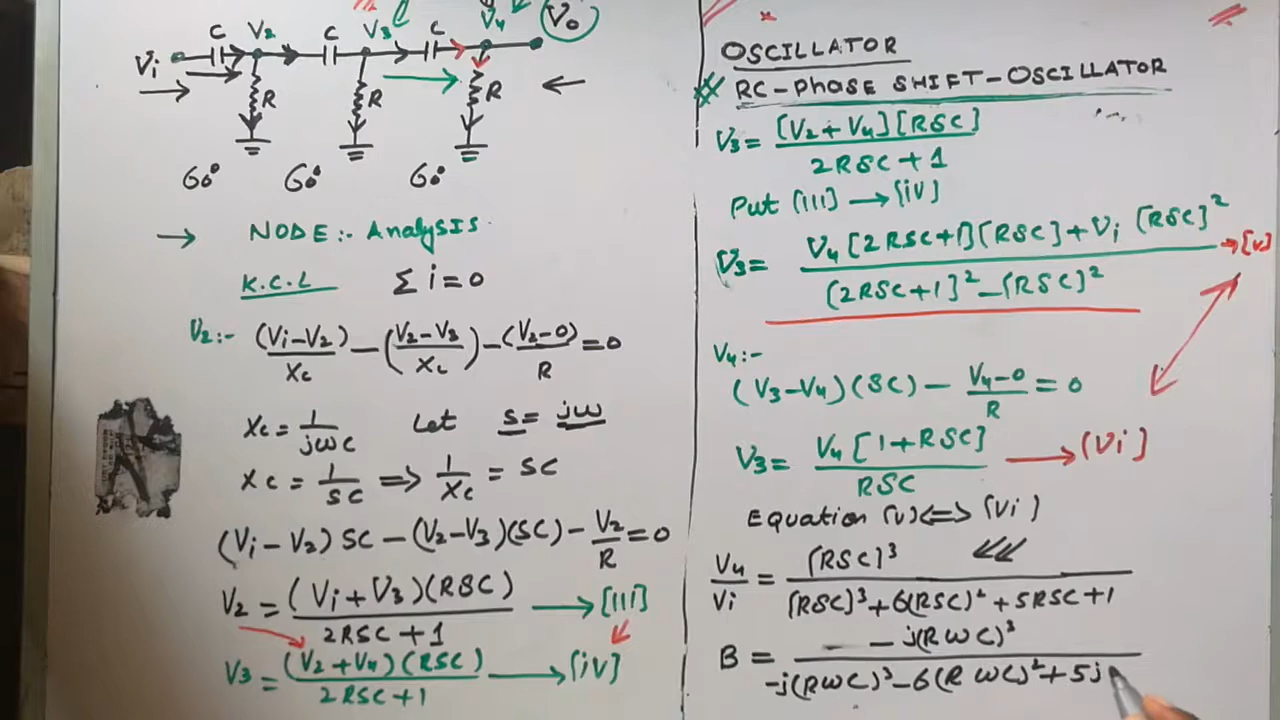 C V2 C V3 C V4 Vo
Vi
R R R
60° 60° 60°
→ NODE:- Analysis
K.C.L Σ i = 0
V2:- (Vi-V2)/Xc - (V2-V3/Xc) - (V2-0)/R = 0
Xc = 1/jωC Let s = jω
Xc = 1/SC ⇒ 1/Xc = SC
(Vi - V2) SC - (V2-V3)(SC) - V2/R = 0
V2 = (Vi+V3)(RSC)/2RSC+1 → [III]
V3 = (V2+V4)(RSC)/2RSC+1 → [iv]
OSCILLATOR
RC-PhASE SHIFT-OSCILLATOR
V3 = [V2+V4][RSC]/2RSC+1
Put [III] → [iv]
V3 = V4[2RSC+1][RSC]+Vi [RSC]²/[2RSC+1]²-[RSC]² → [v]
V4:-
(V3-V4)(SC) - V4-0/R = 0
V3 = V4[1+RSC]/RSC → (Vi]
Equation (v) ⇔ (Vi)
V4/Vi = [RSC]³/[RSC]³+6(RSC)²+5RSC+1
B = - -j(RωC)³/-j(RωC)³-6(RωC)²+5j